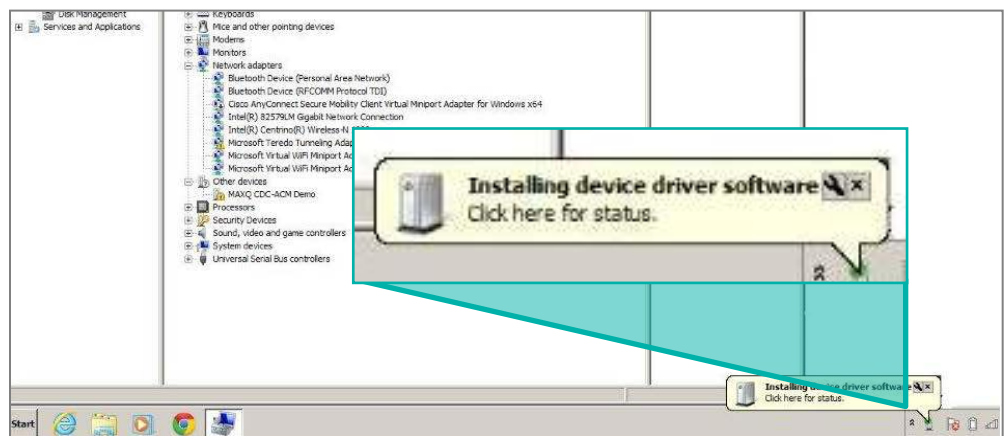 Disk Management
Services and Applications
Keyboards
Mice and other pointing devices
Modems
Monitors
Network adapters
Bluetooth Device (Personal Area Network)
Bluetooth Device (RFCOMM Protocol TDI)
Cisco AnyConnect Secure Mobility Client Virtual Miniport Adapter for Windows x64
Intel(R) 82579LM Gigabit Network Connection
Intel(R) Centrino(R) Wireless-N
Microsoft Teredo Tunneling Adap
Microsoft Virtual WiFi Miniport Ac
Microsoft Virtual WiFi Miniport Ac
Other devices
MAXQ CDC-ACM Demo
Processors
Security Devices
Sound, video and game controllers
System devices
Universal Serial Bus controllers
Installing device driver software
Click here for status.
Installing device driver software
Click here for status.
Start